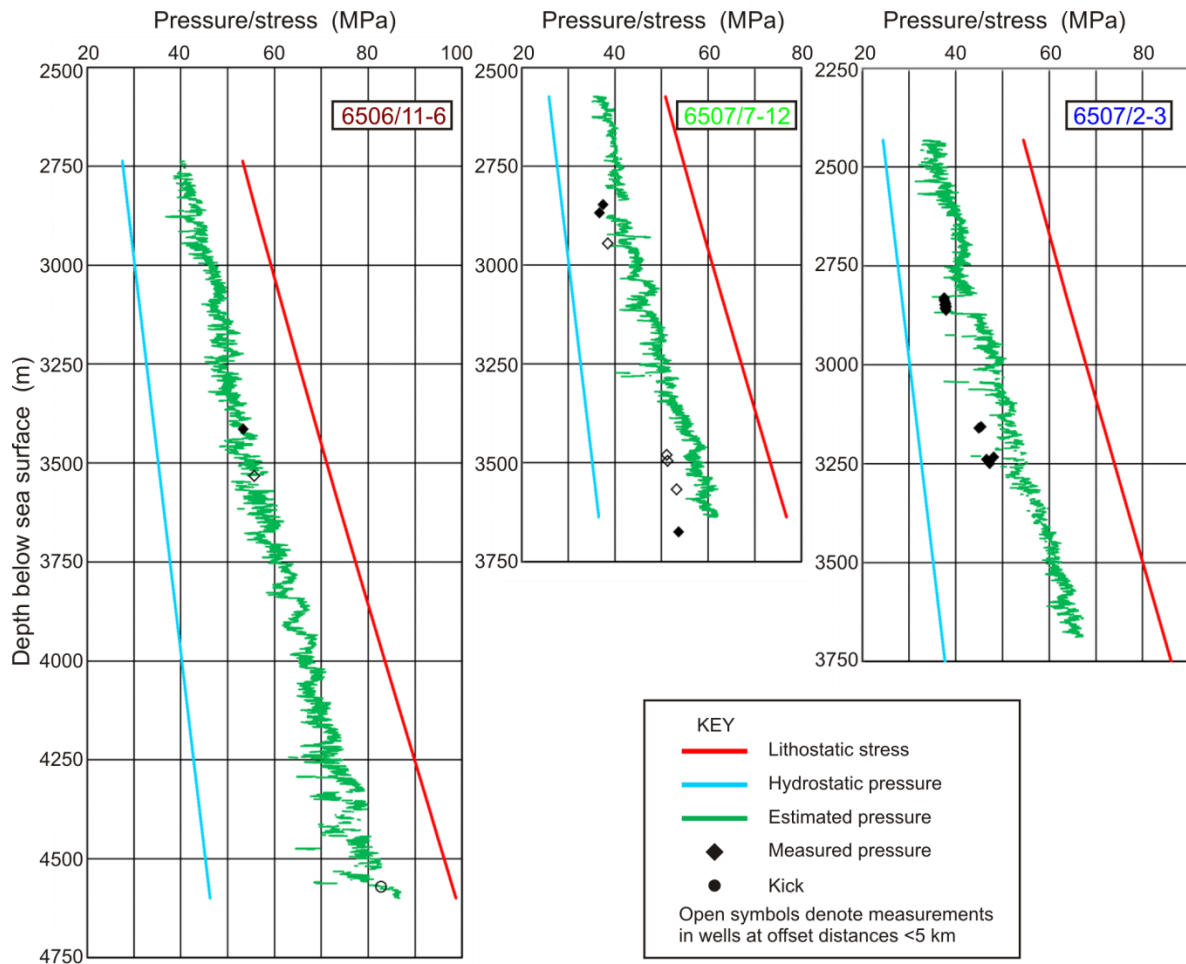 Pressure/stress (MPa)
Pressure/stress (MPa)
Pressure/stress (MPa)
20 40 60 80 100
20 40 60 80
20 40 60 80
6506/11-6
6507/7-12
6507/2-3
Depth below sea surface (m)
2500
2750
3000
3250
3500
3750
4000
4250
4500
4750
2500
2750
3000
3250
3500
3750
2250
2500
2750
3000
3250
3500
3750
KEY
Lithostatic stress
Hydrostatic pressure
Estimated pressure
Measured pressure
Kick
Open symbols denote measurements
in wells at offset distances <5 km